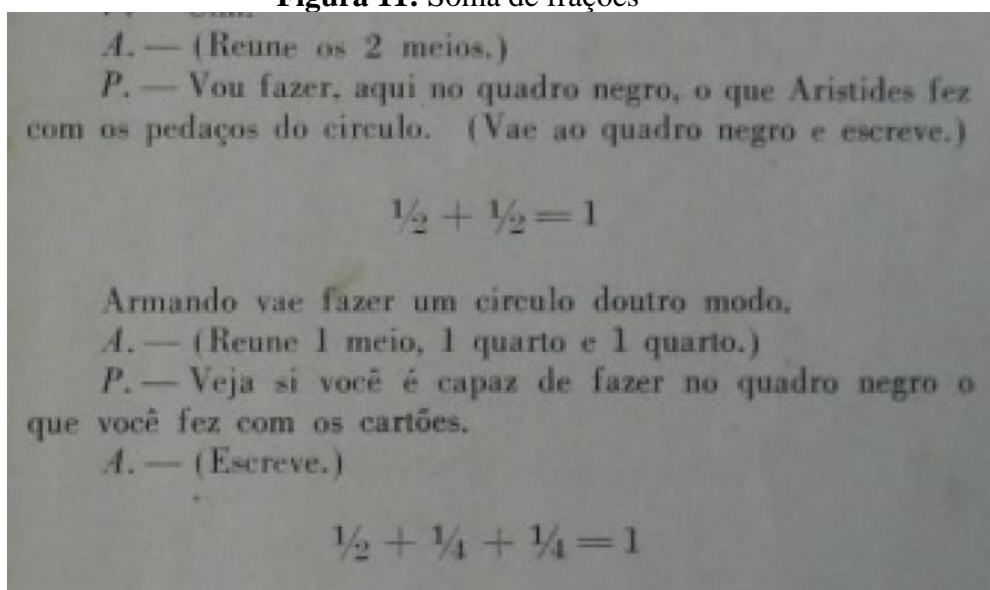 Figura 11: Soma de frações
A. — (Reune os 2 meios.)
P. — Vou fazer, aqui no quadro negro, o que Aristides fez
com os pedaços do circulo. (Vae ao quadro negro e escreve.)
½ + ½ = 1
Armando vae fazer um circulo doutro modo.
A. — (Reune 1 meio, 1 quarto e 1 quarto.)
P. — Veja si você é capaz de fazer no quadro negro o
que você fez com os cartões.
A. — (Escreve.)
½ + ¼ + ¼ = 1